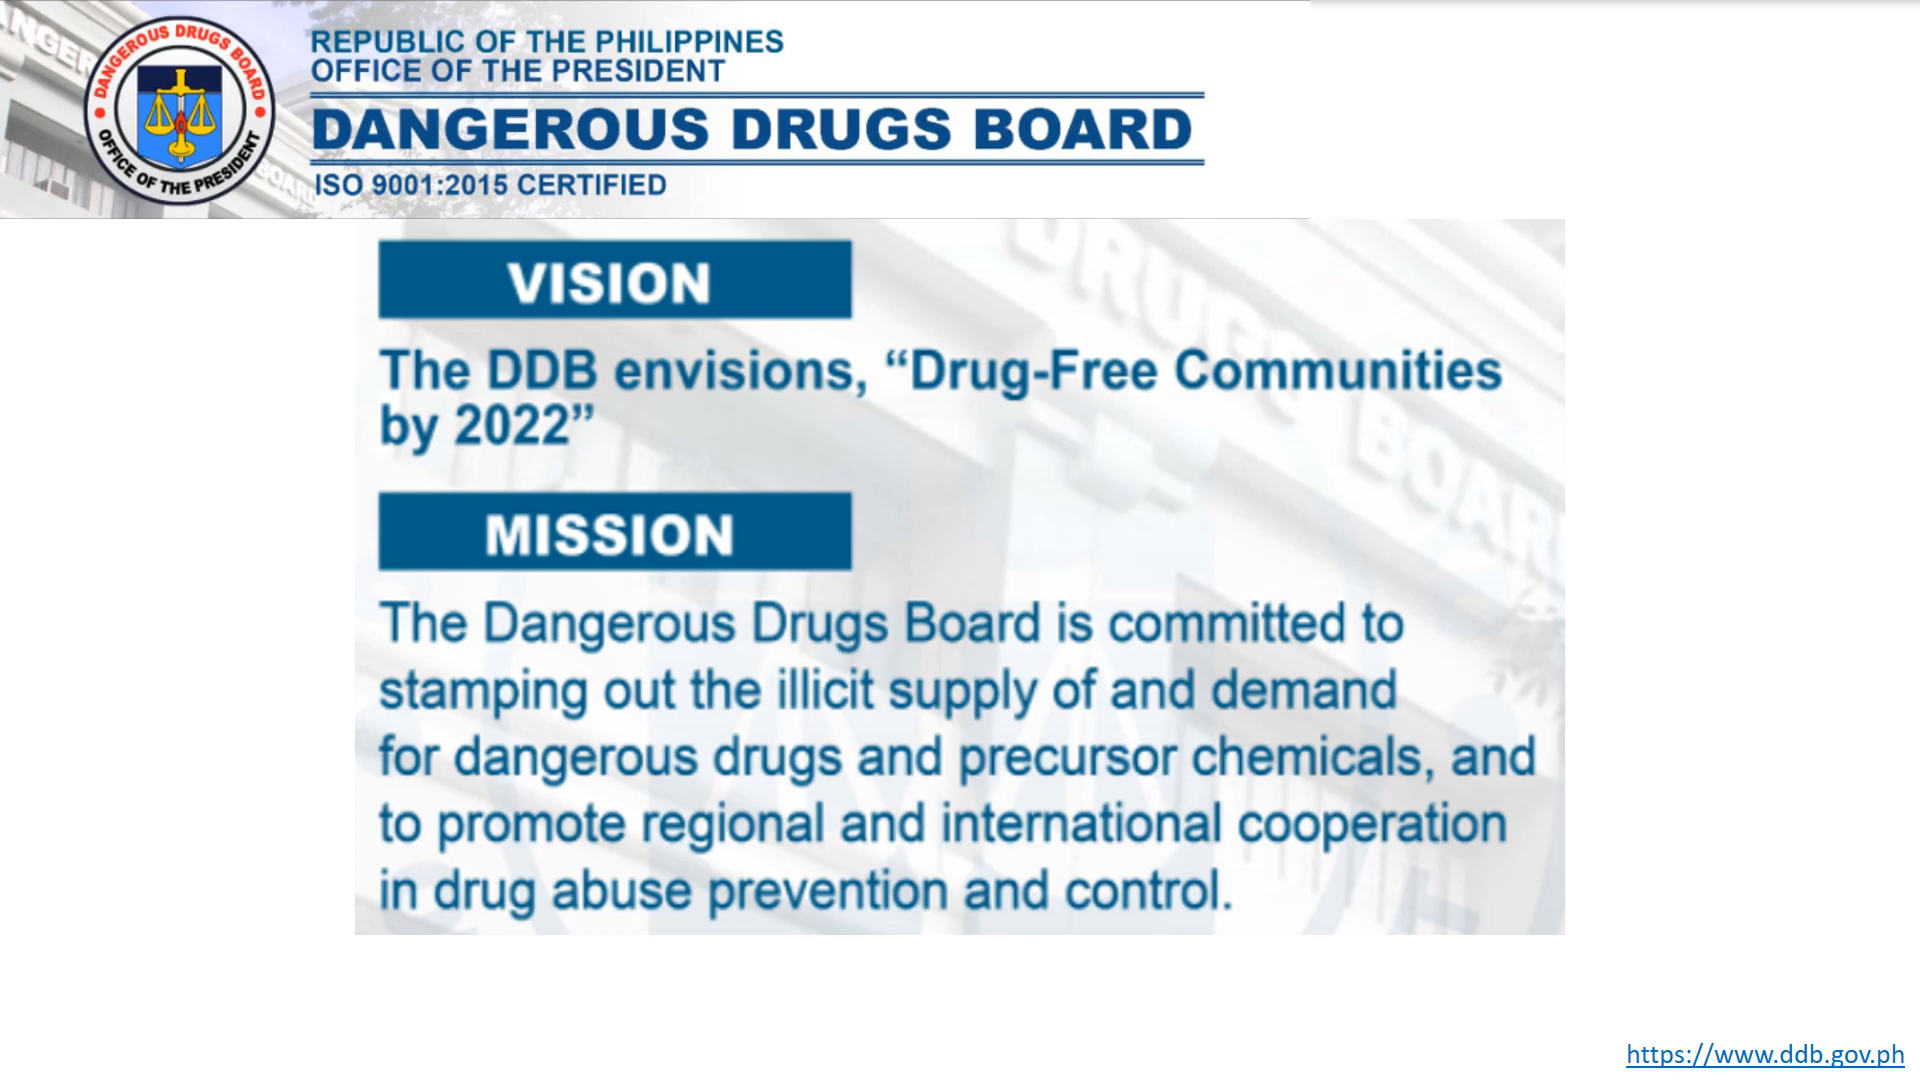 DANGEROUS DRUGS BOARD
OFFICE OF THE PRESIDENT
REPUBLIC OF THE PHILIPPINES
OFFICE OF THE PRESIDENT
DANGEROUS DRUGS BOARD
ISO 9001:2015 CERTIFIED
VISION
The DDB envisions, “Drug-Free Communities
by 2022”
MISSION
The Dangerous Drugs Board is committed to
stamping out the illicit supply of and demand
for dangerous drugs and precursor chemicals, and
to promote regional and international cooperation
in drug abuse prevention and control.
DRUGS BOARD
https://www.ddb.gov.ph